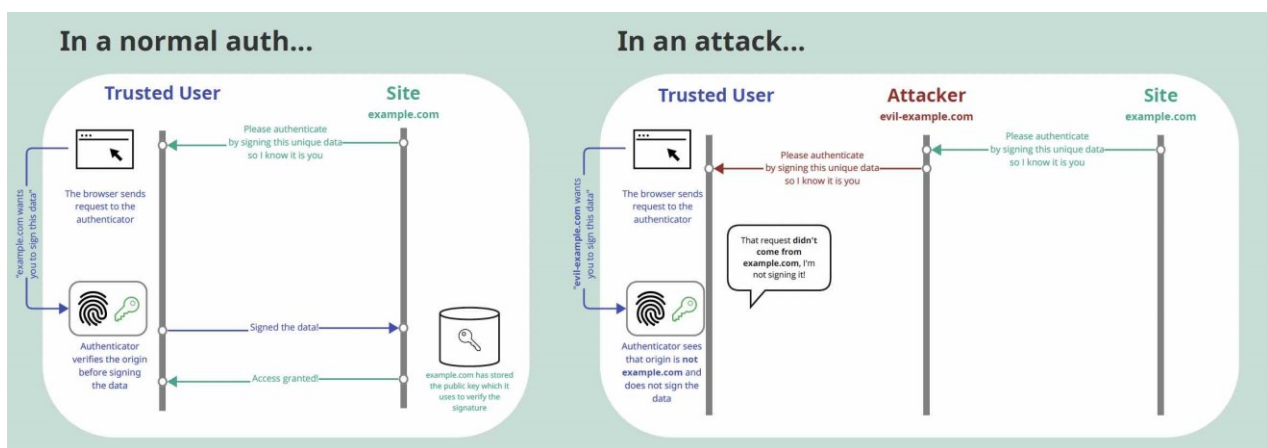 In a normal auth...
Trusted User
Site
example.com
Please authenticate
by signing this unique data
so I know it is you
"example.com wants
you to sign this data"
The browser sends
request to the
authenticator
Authenticator
verifies the origin
before signing
the data
Signed the data!
Access granted!
example.com has stored
the public key which it
uses to verify the
signature
In an attack...
Trusted User
Attacker
evil-example.com
Site
example.com
Please authenticate
by signing this unique data
so I know it is you
Please authenticate
by signing this unique data
so I know it is you
"evil-example.com wants
you to sign this data"
The browser sends
request to the
authenticator
That request didn't
come from
example.com, I'm
not signing it!
Authenticator sees
that origin is not
example.com and
does not sign the
data